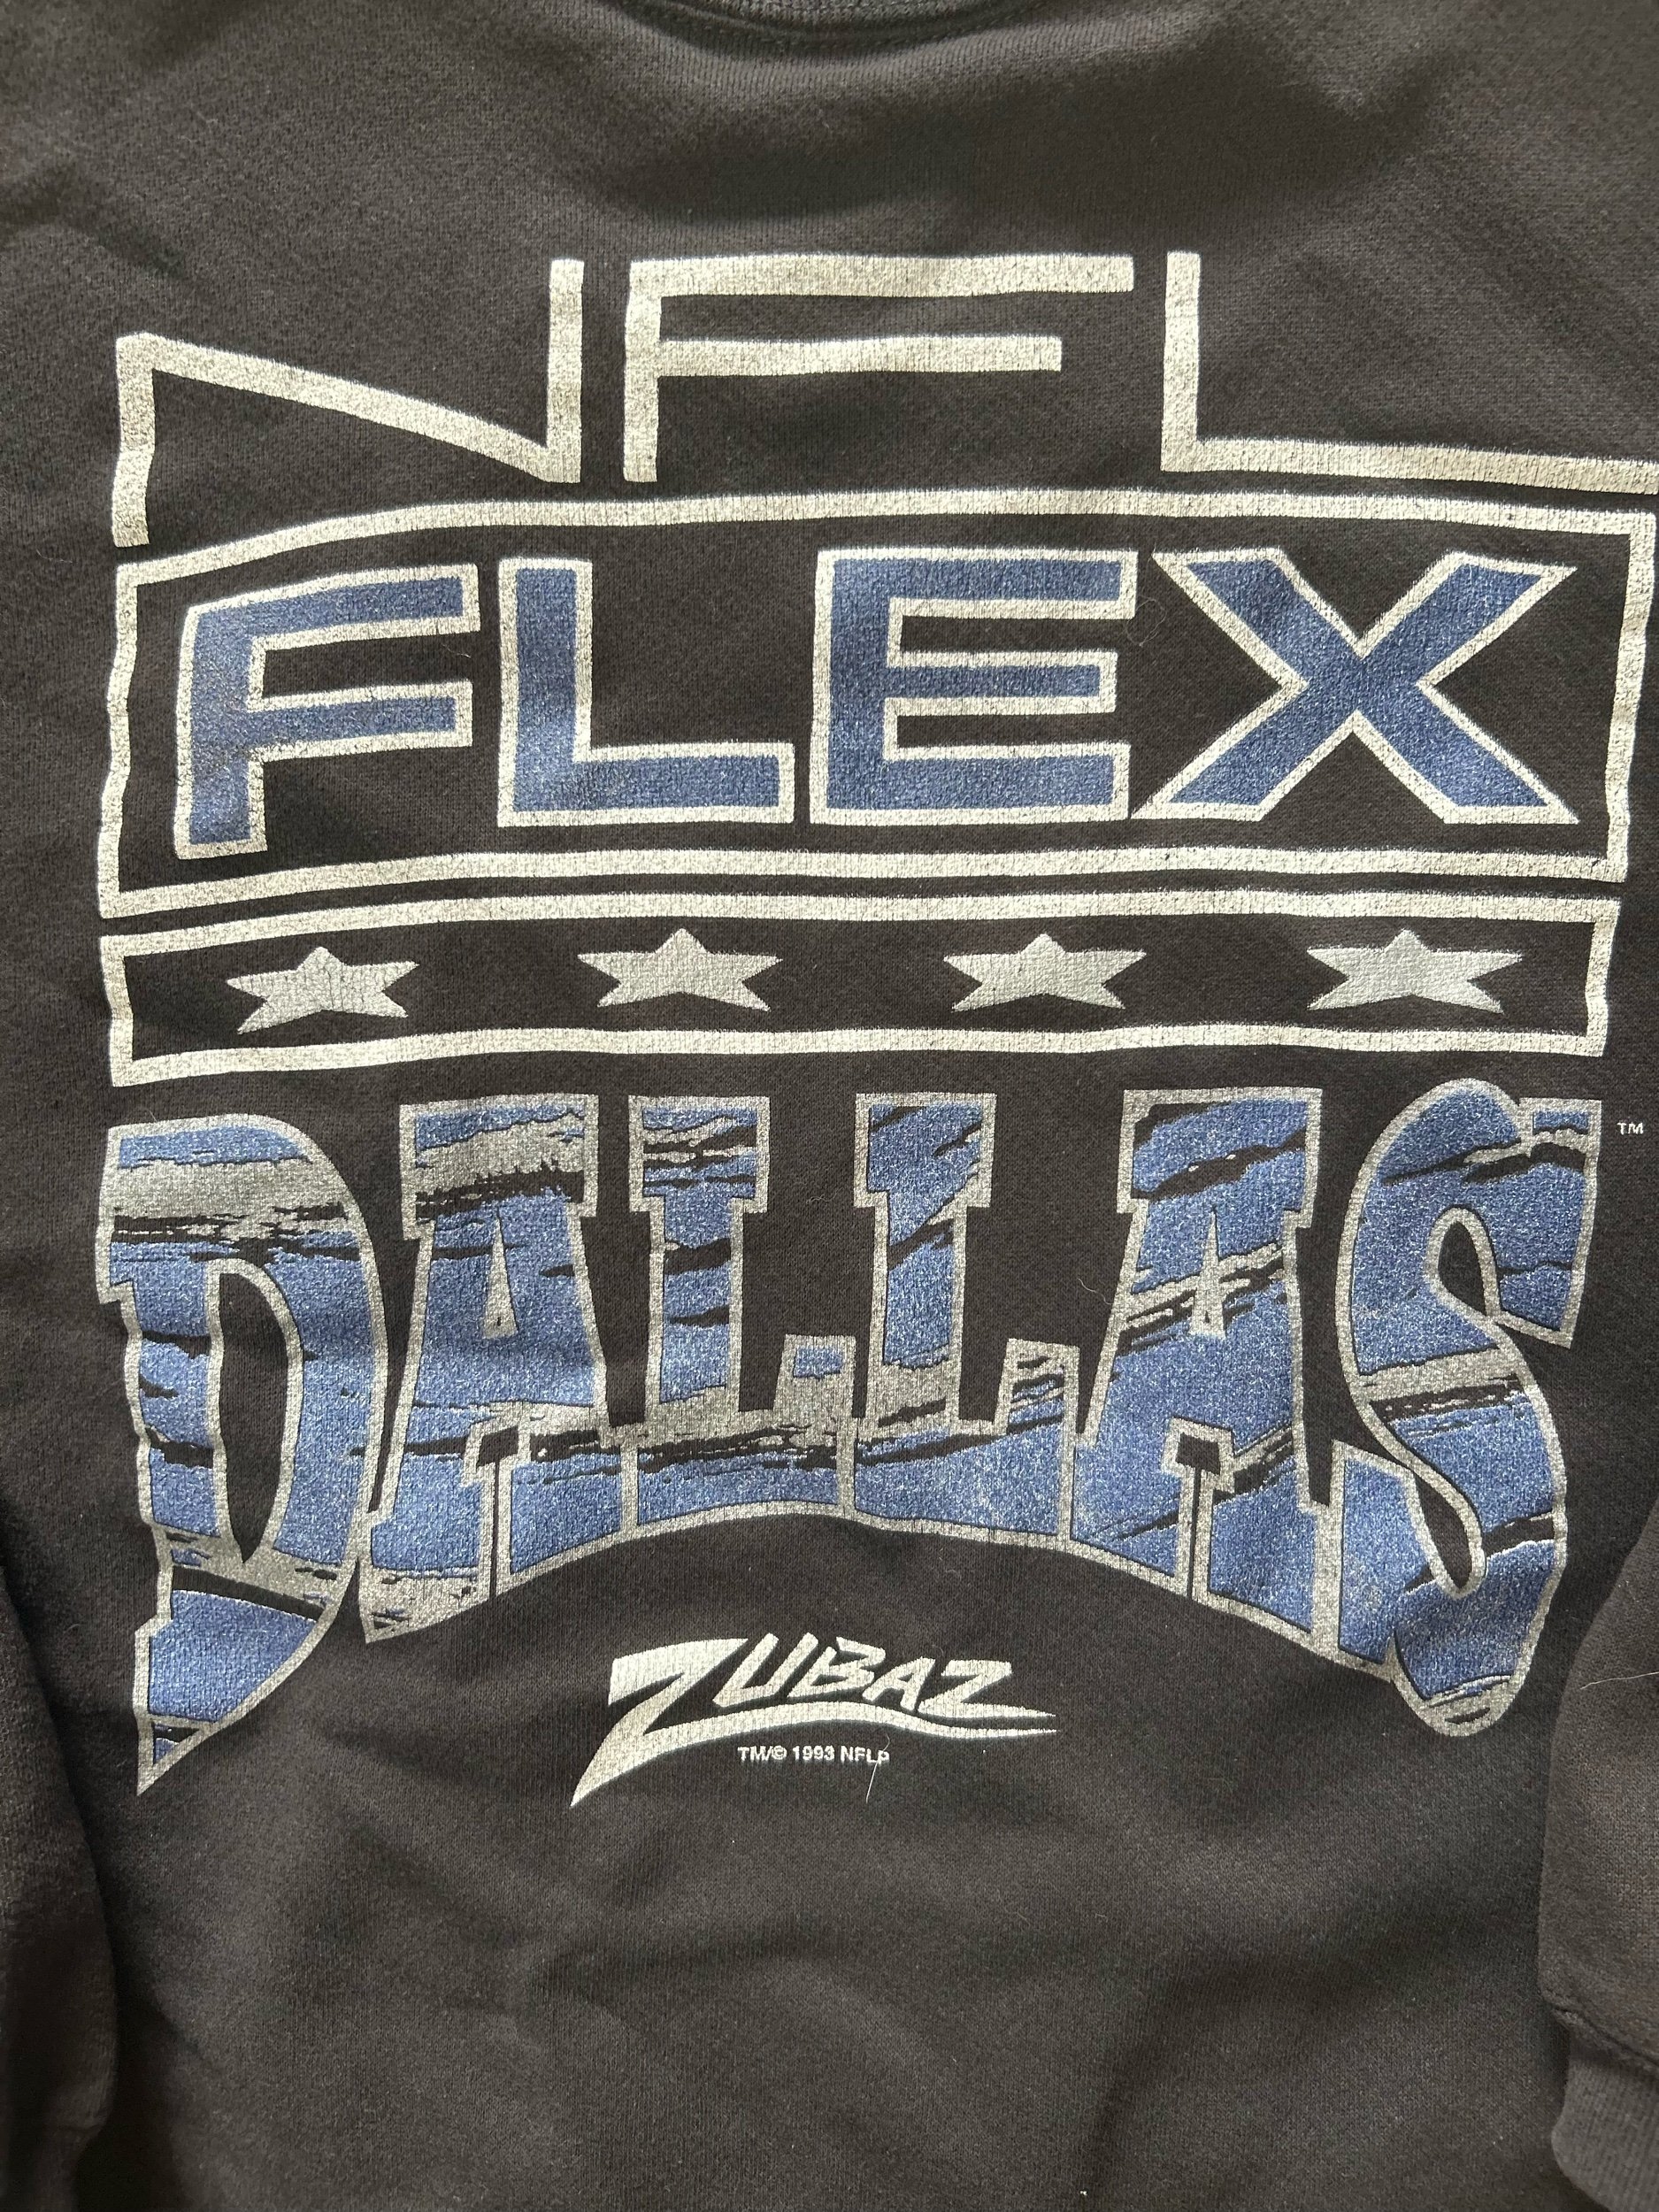 NFL
FLEX
DALLAS™
ZUBAZ
TM/© 1993 NFLP